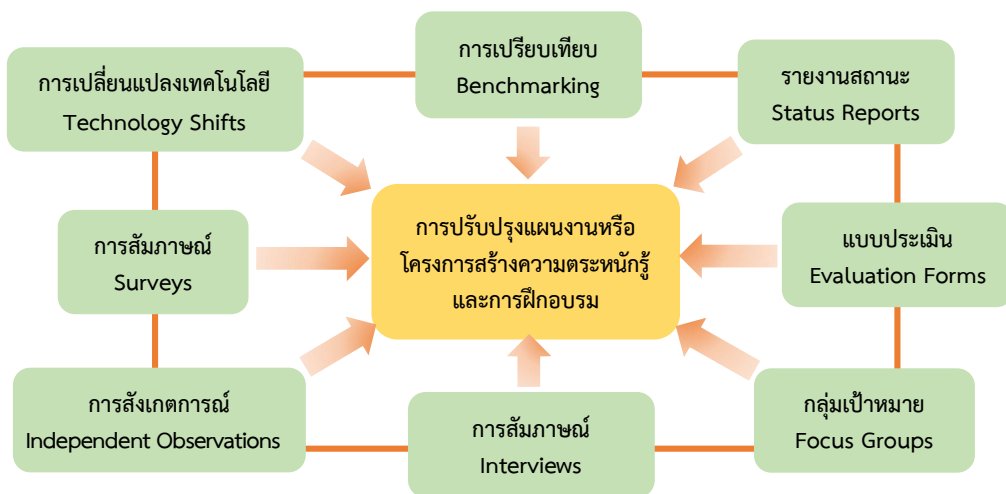 การเปรียบเทียบ
Benchmarking
การเปลี่ยนแปลงเทคโนโลยี
Technology Shifts
รายงานสถานะ
Status Reports
การสัมภาษณ์
Surveys
การปรับปรุงแผนงานหรือ
โครงการสร้างความตระหนักรู้
และการฝึกอบรม
แบบประเมิน
Evaluation Forms
การสังเกตการณ์
Independent Observations
การสัมภาษณ์
Interviews
กลุ่มเป้าหมาย
Focus Groups